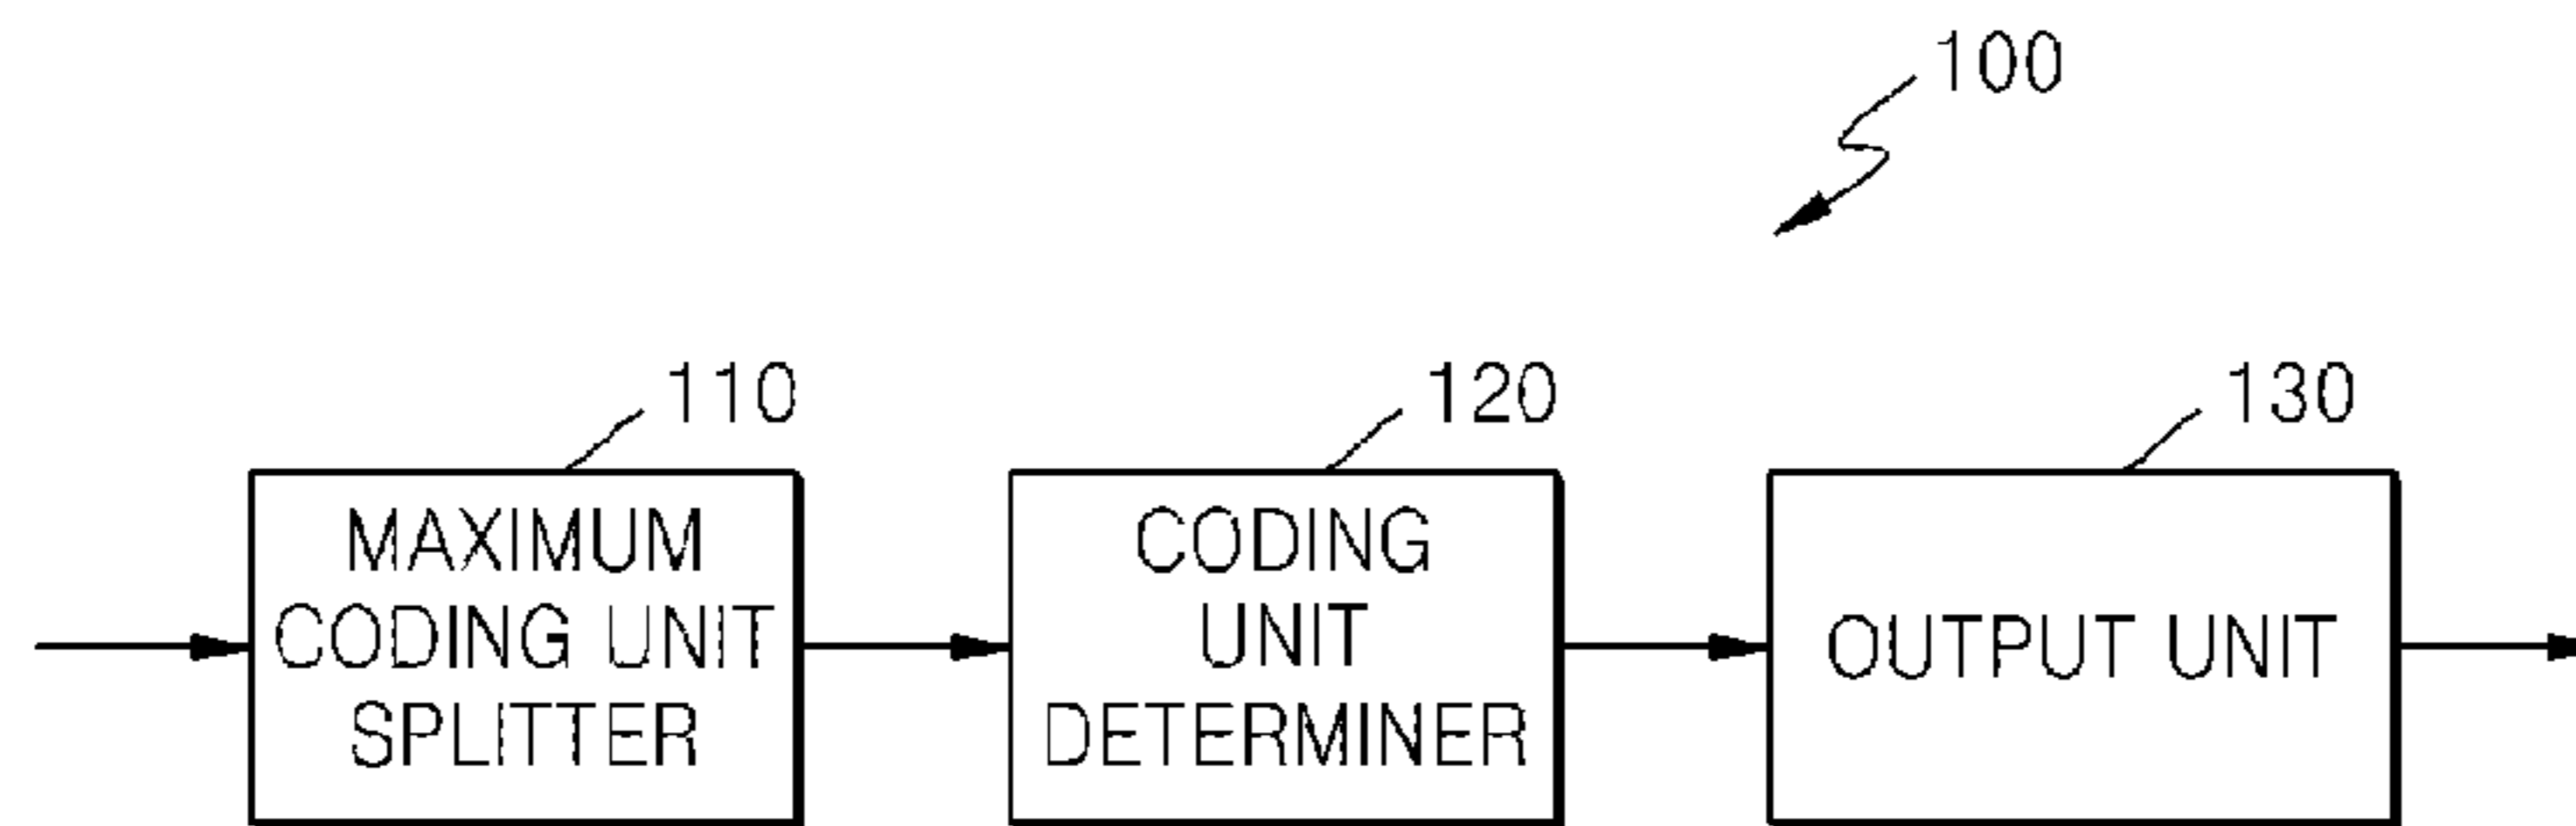 100
110
120
130
MAXIMUM
CODING UNIT
SPLITTER
CODING
UNIT
DETERMINER
OUTPUT UNIT